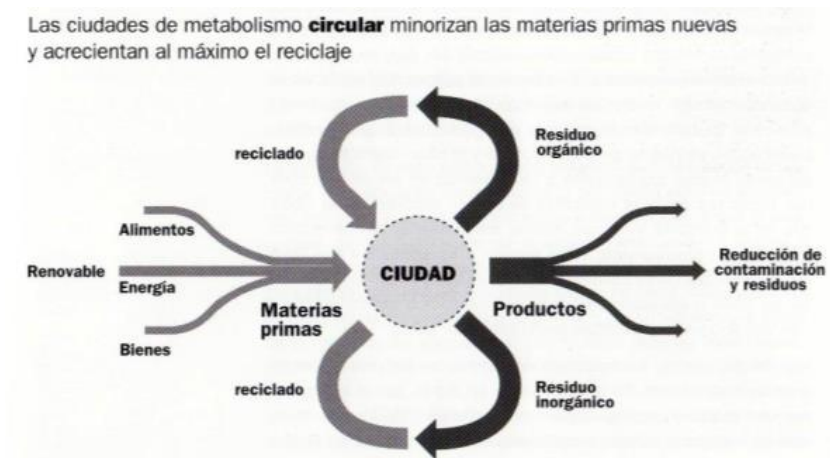 Las ciudades de metabolismo circular minorizan las materias primas nuevas
y acrecientan al máximo el reciclaje
reciclado
Residuo
orgánico
Alimentos
Renovable
Energía
Bienes
Materias
primas
CIUDAD
Productos
Reducción de
contaminación
y residuos
reciclado
Residuo
inorgánico